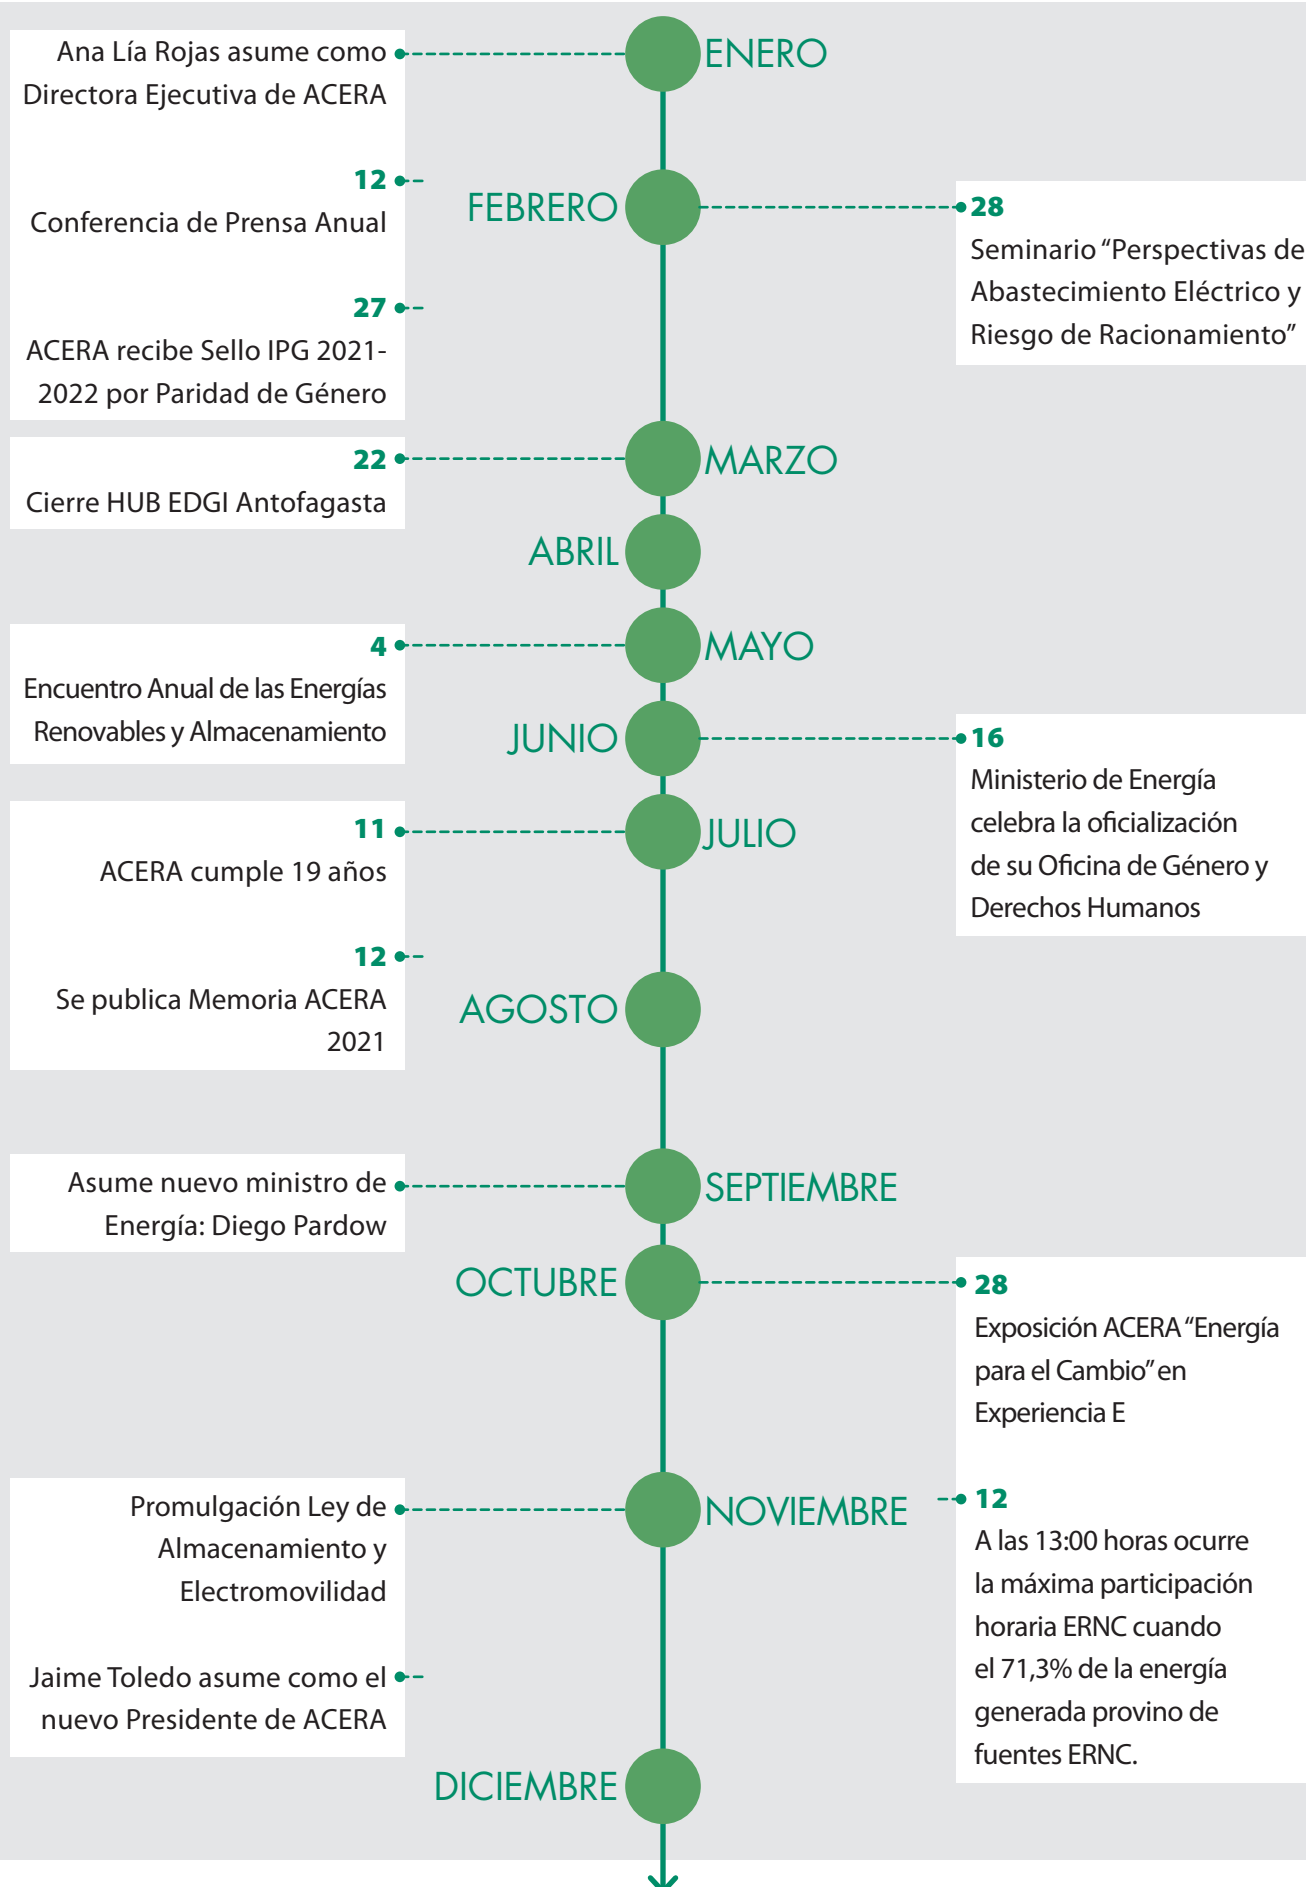 ENERO
Ana Lía Rojas asume como
Directora Ejecutiva de ACERA
12
Conferencia de Prensa Anual
27
ACERA recibe Sello IPG 2021-
2022 por Paridad de Género
FEBRERO
28
Seminario “Perspectivas de
Abastecimiento Eléctrico y
Riesgo de Racionamiento”
MARZO
22
Cierre HUB EDGI Antofagasta
ABRIL
MAYO
4
Encuentro Anual de las Energías
Renovables y Almacenamiento
JUNIO
16
Ministerio de Energía
celebra la oficialización
de su Oficina de Género y
Derechos Humanos
JULIO
11
ACERA cumple 19 años
12
Se publica Memoria ACERA
2021
AGOSTO
SEPTIEMBRE
Asume nuevo ministro de
Energía: Diego Pardow
OCTUBRE
28
Exposición ACERA “Energía
para el Cambio” en
Experiencia E
NOVIEMBRE
Promulgación Ley de
Almacenamiento y
Electromovilidad
Jaime Toledo asume como el
nuevo Presidente de ACERA
12
A las 13:00 horas ocurre
la máxima participación
horaria ERNC cuando
el 71,3% de la energía
generada provino de
fuentes ERNC.
DICIEMBRE